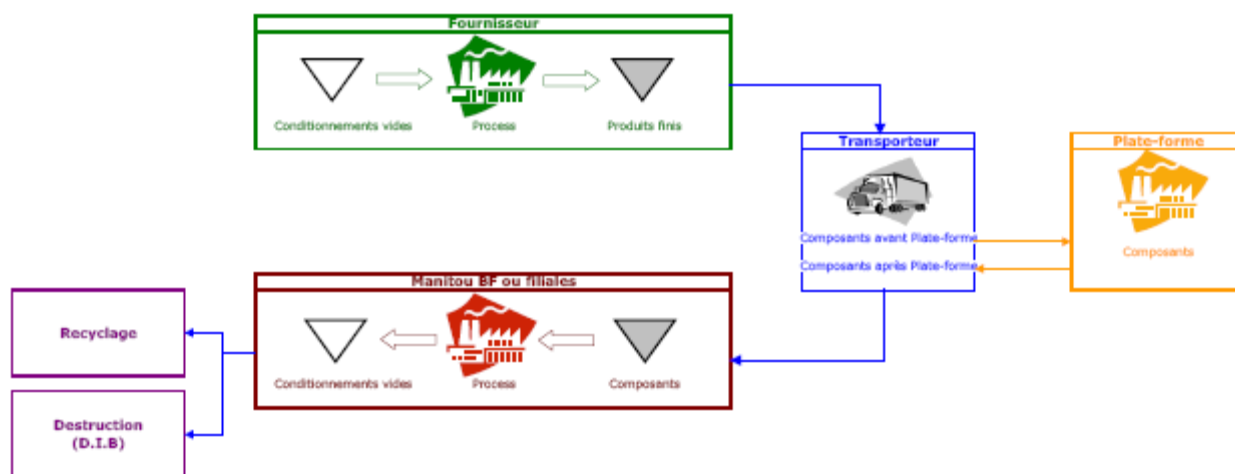 Fournisseur
Conditionnements vides
Process
Produits finis
Transporteur
Composants avant Plate-forme
Composants après Plate-forme
Plate-forme
Composants
Manitou BF ou filiales
Conditionnements vides
Process
Composants
Recyclage
Destruction
(D.I.B)